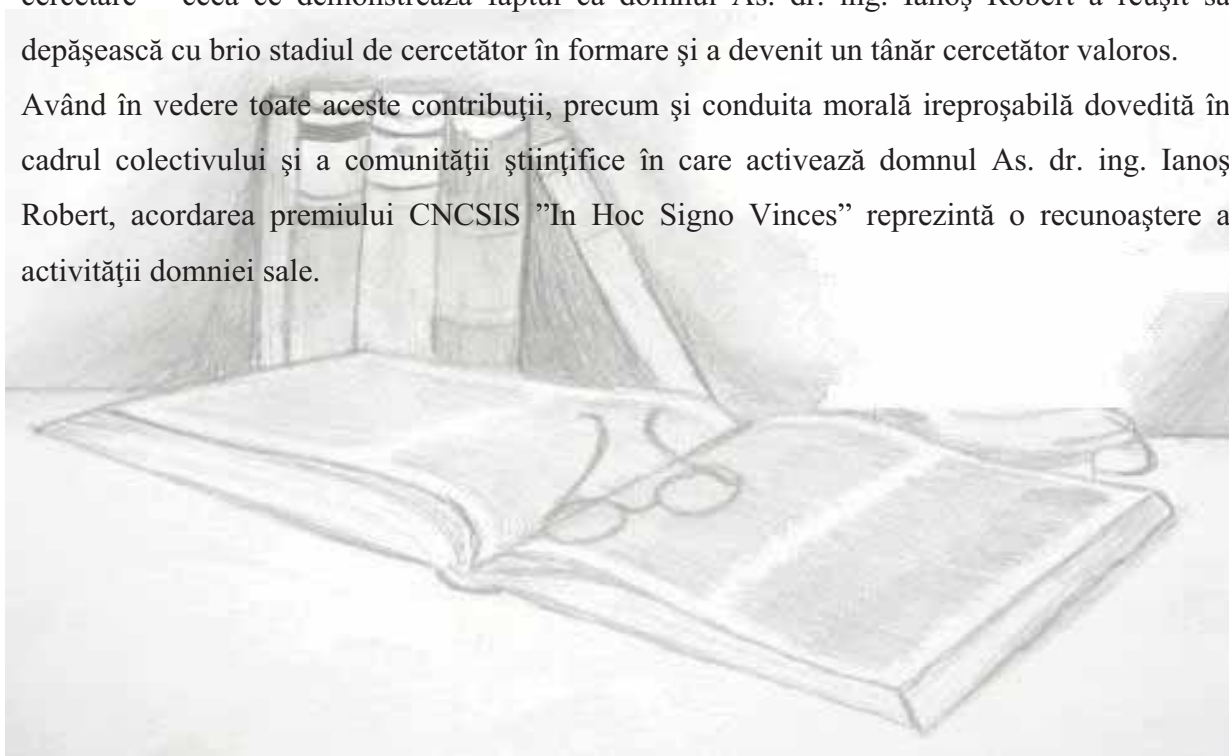 cercetare – ceea ce demonstrează faptul că domnul As. dr. ing. Ianoş Robert a reuşit să
depăşească cu brio stadiul de cercetător în formare şi a devenit un tânăr cercetător valoros.
Având în vedere toate aceste contribuţii, precum şi conduita morală ireproşabilă dovedită în
cadrul colectivului şi a comunităţii ştiinţifice în care activează domnul As. dr. ing. Ianoş
Robert, acordarea premiului CNCSIS ”In Hoc Signo Vinces” reprezintă o recunoaştere a
activităţii domniei sale.